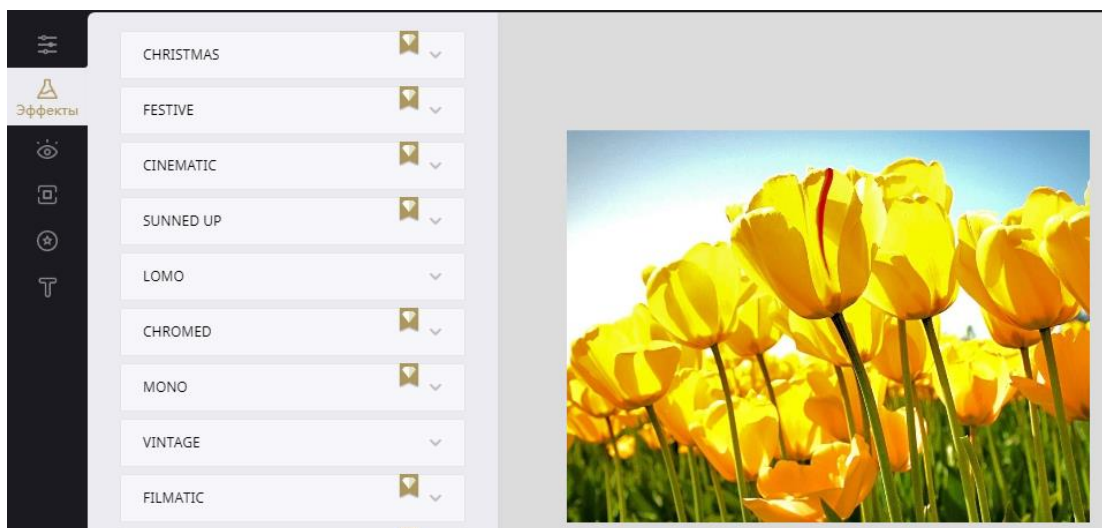 Эффекты
CHRISTMAS
FESTIVE
CINEMATIC
SUNNED UP
LOMO
CHROMED
MONO
VINTAGE
FILMATIC